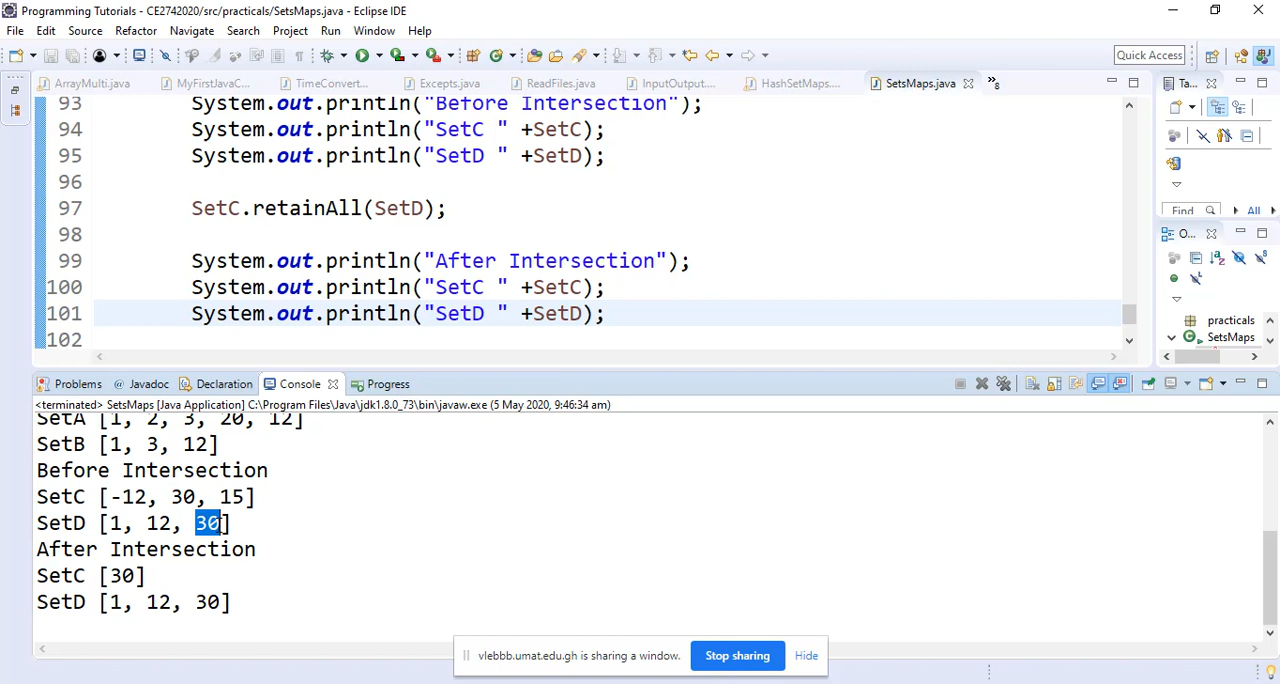 Programming Tutorials - CE2742020/src/practicals/SetsMaps.java - Eclipse IDE
File Edit Source Refactor Navigate Search Project Run Window Help
Quick Access
ArrayMulti.java MyFirstJavaC... TimeConvert... Excepts.java ReadFiles.java InputOutput.... HashSetMaps.... SetsMaps.java »8 Ta...
93 System.out.println("Before Intersection");
94 System.out.println("SetC " +SetC);
95 System.out.println("SetD " +SetD);
96
97 SetC.retainAll(SetD);
98
99 System.out.println("After Intersection");
100 System.out.println("SetC " +SetC);
101 System.out.println("SetD " +SetD);
102
Find All
O...
practicals
SetsMaps
Problems @ Javadoc Declaration Console Progress
<terminated> SetsMaps [Java Application] C:\Program Files\Java\jdk1.8.0_73\bin\javaw.exe (5 May 2020, 9:46:34 am)
SetA [1, 2, 3, 20, 12]
SetB [1, 3, 12]
Before Intersection
SetC [-12, 30, 15]
SetD [1, 12, 30]
After Intersection
SetC [30]
SetD [1, 12, 30]
vlebbb.umat.edu.gh is sharing a window. Stop sharing Hide